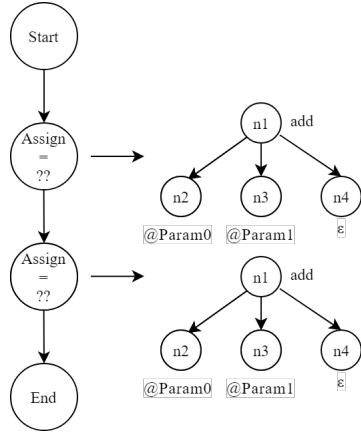 Start
Assign
=
??
n1 add
n2 n3 n4
@Param0 @Param1 ε
Assign
=
??
n1 add
n2 n3 n4
@Param0 @Param1 ε
End